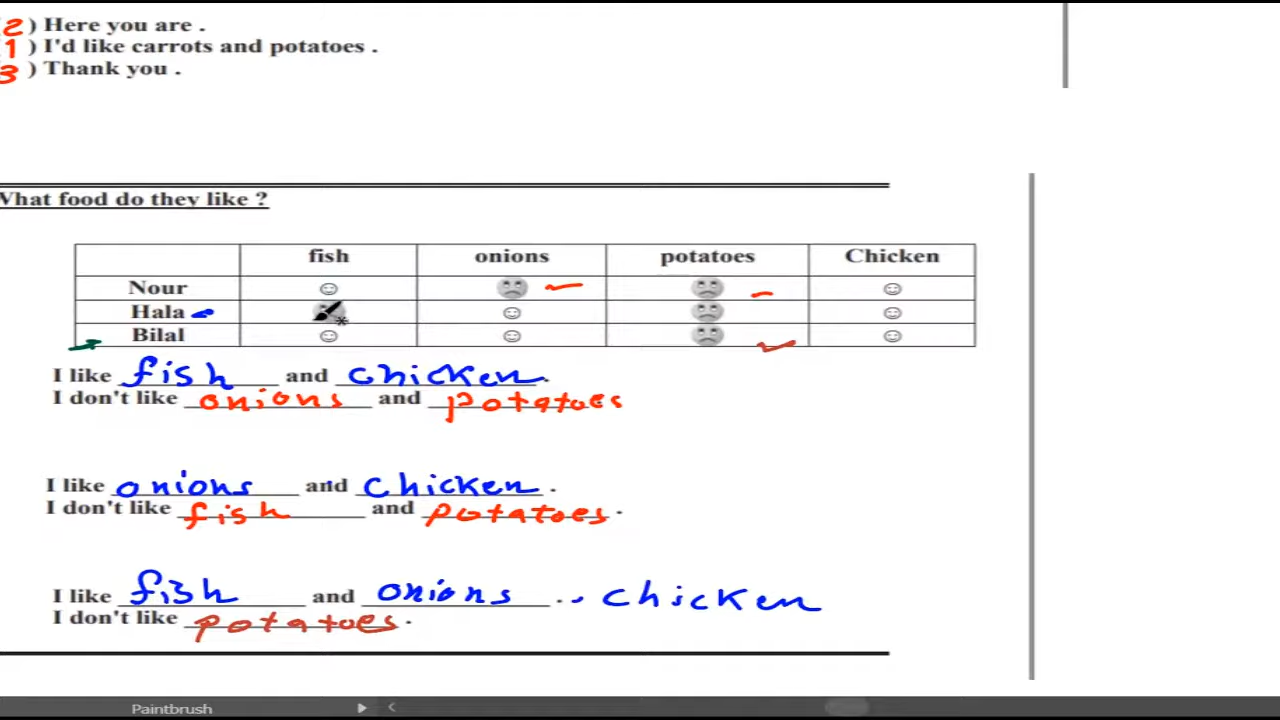 2 ) Here you are .
1 ) I'd like carrots and potatoes .
3 ) Thank you .
What food do they like ?
fish onions potatoes Chicken
Nour
Hala
Bilal
I like fish and chicken.
I don't like onions and potatoes
I like onions and chicken .
I don't like fish and potatoes .
I like fish and onions . . chicken
I don't like potatoes .
Paintbrush